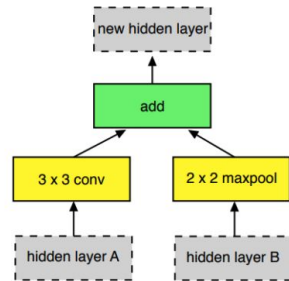 new hidden layer
add
3 x 3 conv
2 x 2 maxpool
hidden layer A
hidden layer B